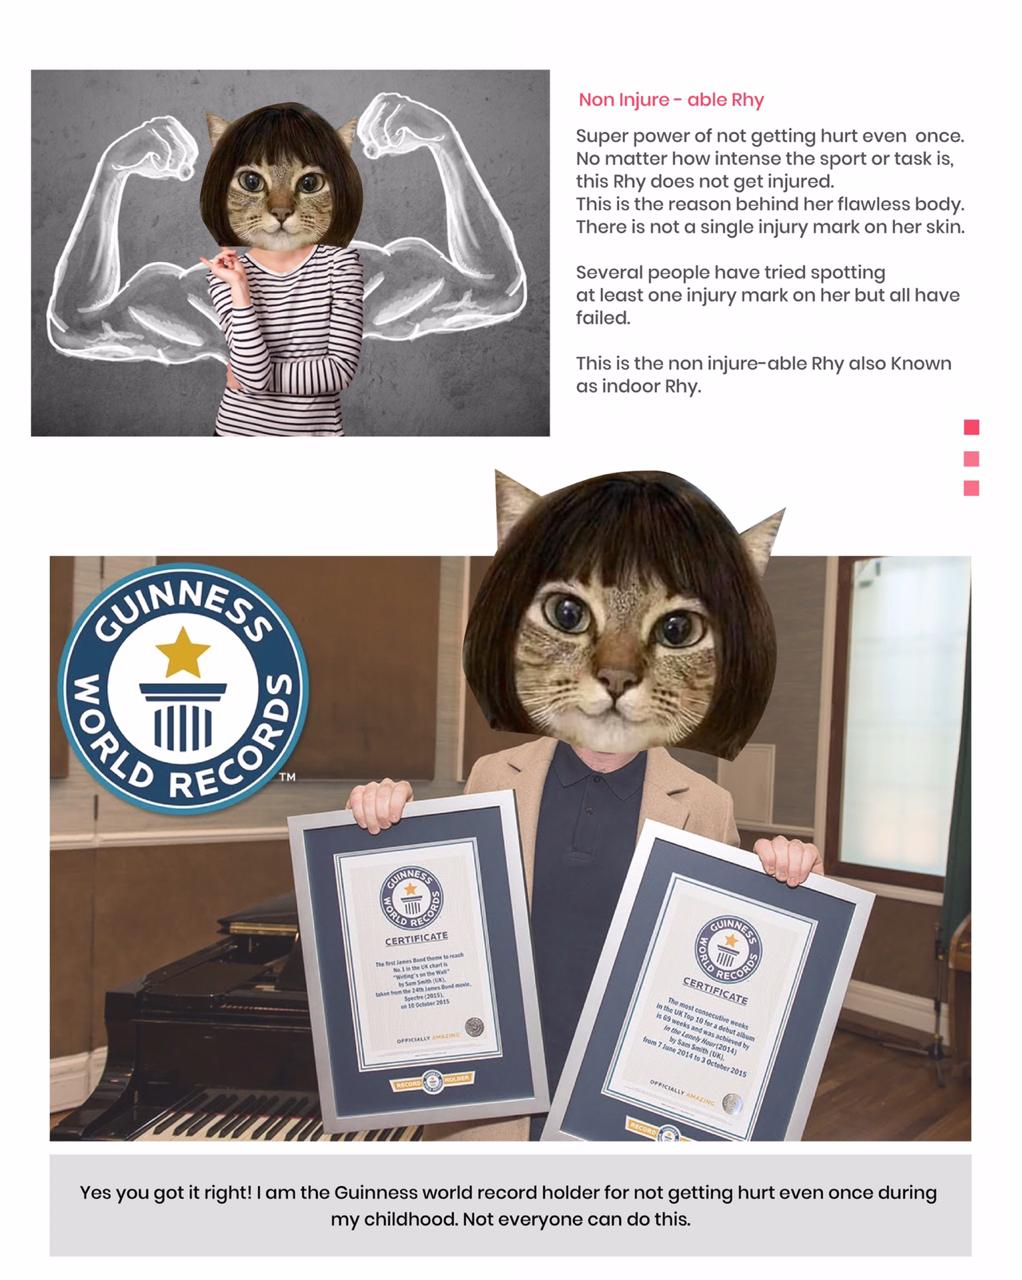 Non Injure - able Rhy
Super power of not getting hurt even once.
No matter how intense the sport or task is,
this Rhy does not get injured.
This is the reason behind her flawless body.
There is not a single injury mark on her skin.
Several people have tried spotting
at least one injury mark on her but all have
failed.
This is the non injure-able Rhy also Known
as indoor Rhy.
GUINNESS
WORLD RECORDS
TM
GUINNESS
WORLD RECORDS
CERTIFICATE
The first James Bond theme to reach
No.1 in the UK chart is
"Writing's on the Wall"
by Sam Smith (UK),
taken from the 24th James Bond movie,
Spectre (2015),
on 10 October 2015
OFFICIALLY AMAZING
RECORD HOLDER
GUINNESS
WORLD RECORDS
CERTIFICATE
The most consecutive weeks
in the UK Top 10 for a debut album
is 69 weeks and was achieved by
In the Lonely Hour (2014)
by Sam Smith (UK),
from 7 June 2014 to 3 October 2015
OFFICIALLY AMAZING
RECORD
Yes you got it right! I am the Guinness world record holder for not getting hurt even once during
my childhood. Not everyone can do this.